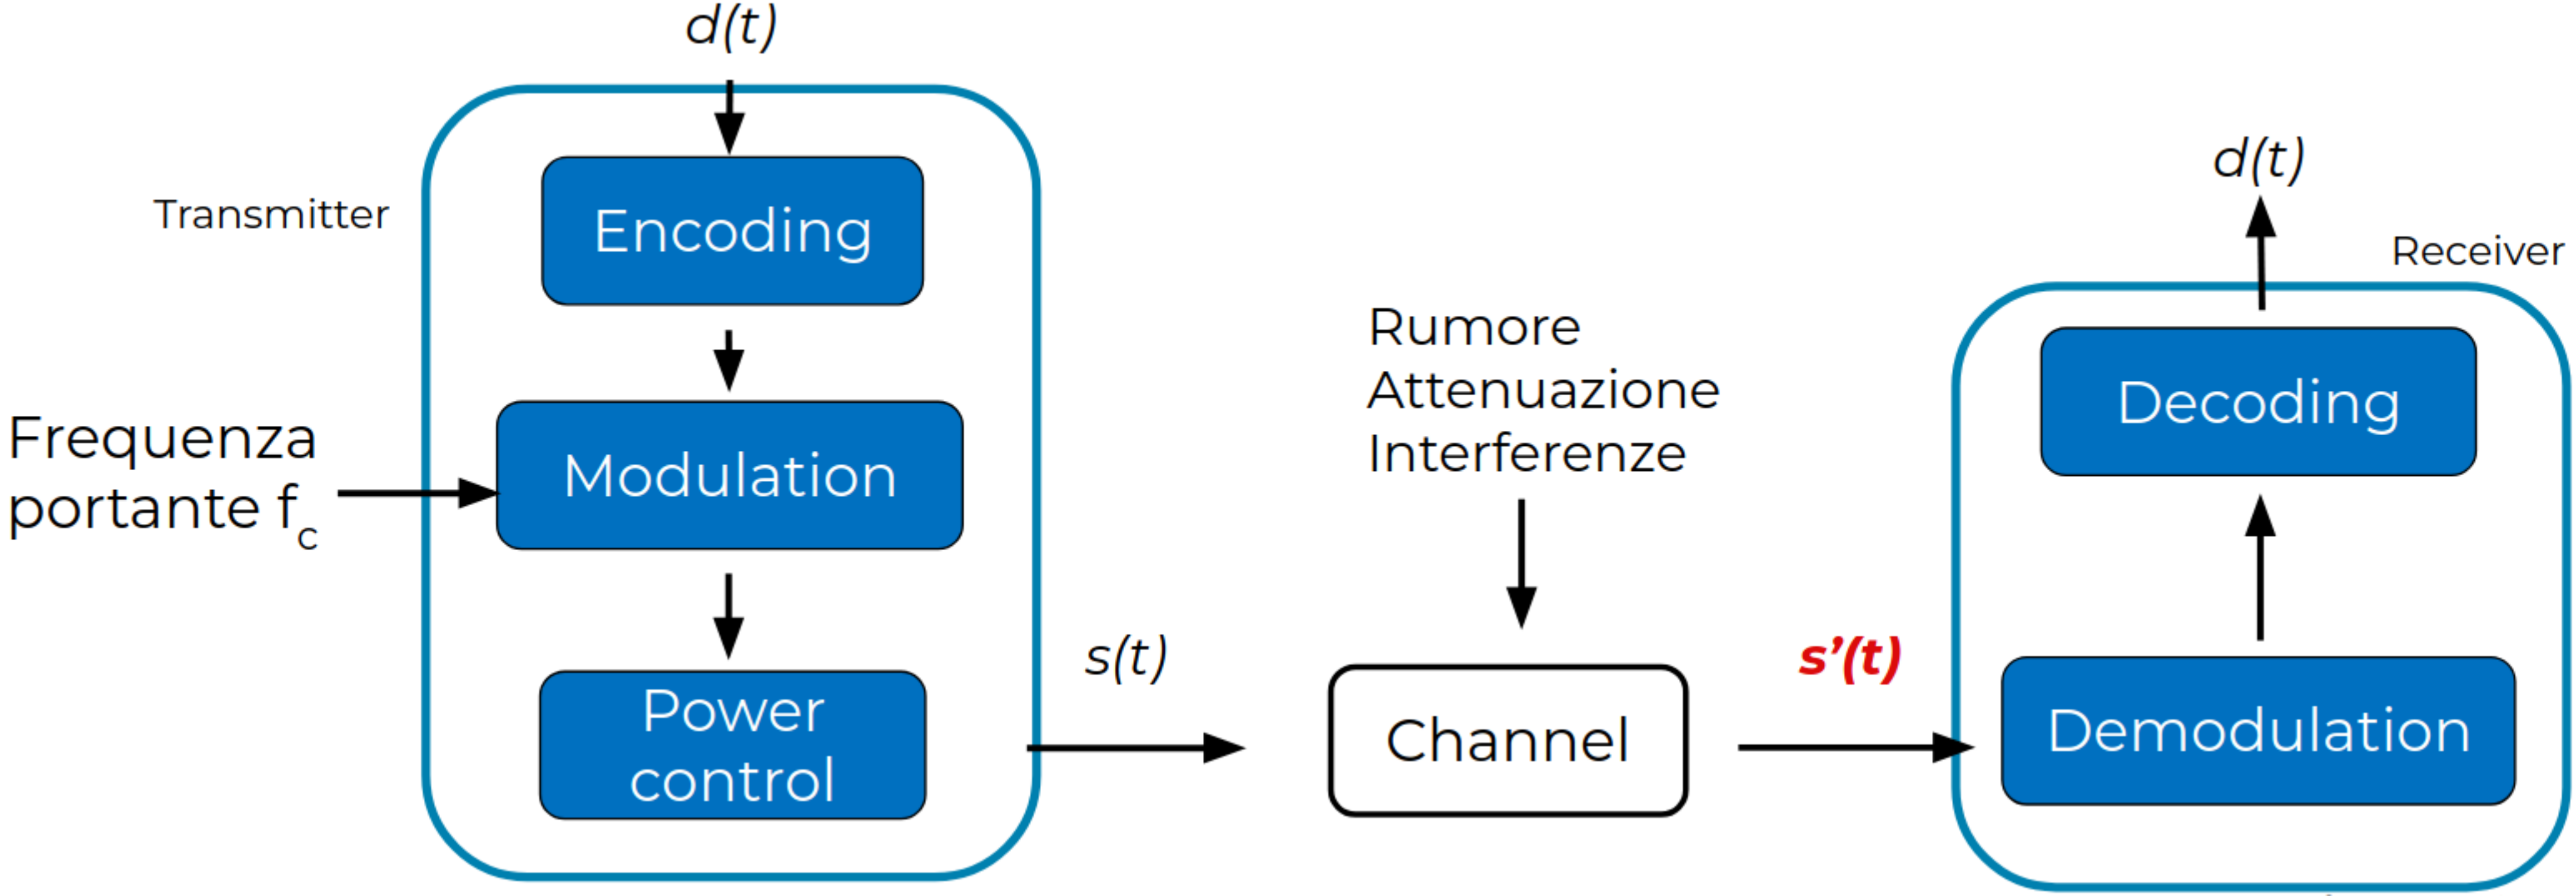 d(t)
Transmitter
Encoding
Frequenza
portante fc
Modulation
Power
control
s(t)
Rumore
Attenuazione
Interferenze
Channel
s’(t)
d(t)
Receiver
Decoding
Demodulation